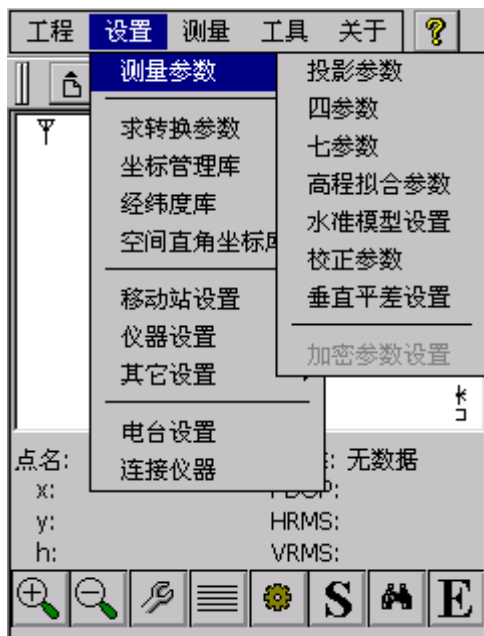 工程 设置 测量 工具 关于
测量参数
求转换参数
坐标管理库
经纬度库
空间直角坐标库
移动站设置
仪器设置
其它设置
电台设置
连接仪器
投影参数
四参数
七参数
高程拟合参数
水准模型设置
校正参数
垂直平差设置
加密参数设置
点名: : 无数据
x: PDOP:
y: HRMS:
h: VRMS:
S E